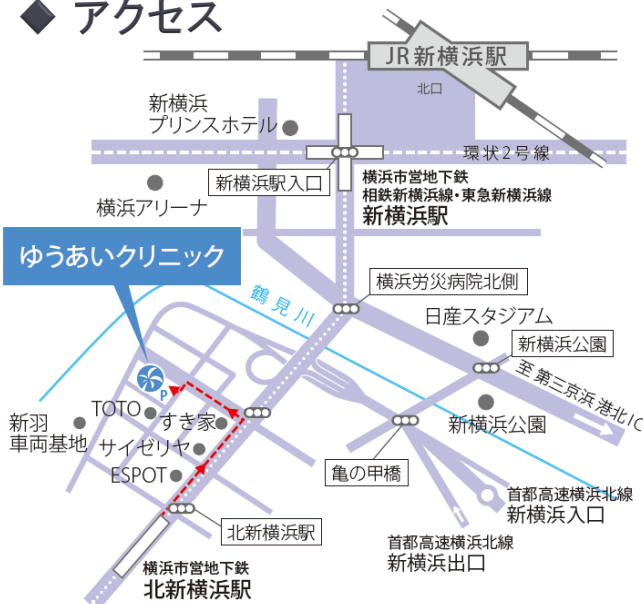 ◆ アクセス
JR新横浜駅
北口
新横浜
プリンスホテル
環状2号線
新横浜駅入口
横浜市営地下鉄
相鉄新横浜線・東急新横浜線
新横浜駅
横浜アリーナ
ゆうあいクリニック
横浜労災病院北側
鶴見川
日産スタジアム
新横浜公園
至 第三京浜 港北IC
P
TOTO
すき家
新羽
車両基地
サイゼリヤ
新横浜公園
ESPOT
亀の甲橋
首都高速横浜北線
新横浜入口
北新横浜駅
首都高速横浜北線
新横浜出口
横浜市営地下鉄
北新横浜駅